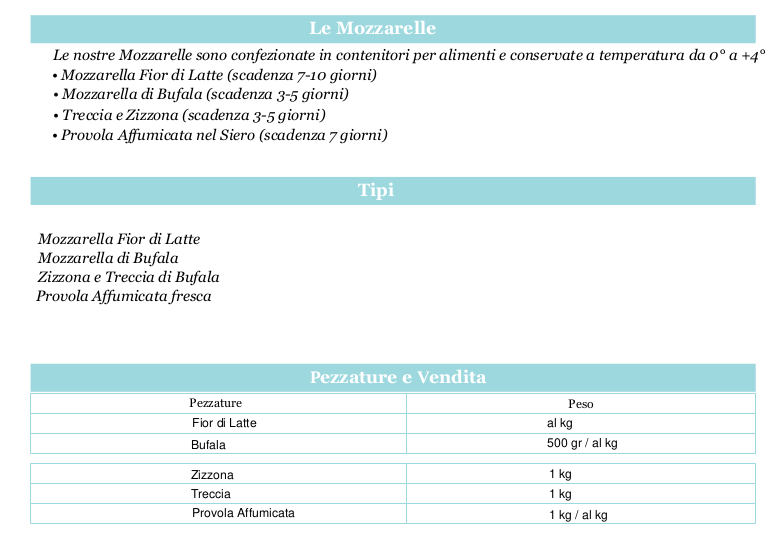 Le Mozzarelle
Le nostre Mozzarelle sono confezionate in contenitori per alimenti e conservate a temperatura da 0° a +4°
• Mozzarella Fior di Latte (scadenza 7-10 giorni)
• Mozzarella di Bufala (scadenza 3-5 giorni)
• Treccia e Zizzona (scadenza 3-5 giorni)
• Provola Affumicata nel Siero (scadenza 7 giorni)
Tipi
Mozzarella Fior di Latte
Mozzarella di Bufala
Zizzona e Treccia di Bufala
Provola Affumicata fresca
Pezzature e Vendita
Pezzature Peso
Fior di Latte al kg
Bufala 500 gr / al kg
Zizzona 1 kg
Treccia 1 kg
Provola Affumicata 1 kg / al kg